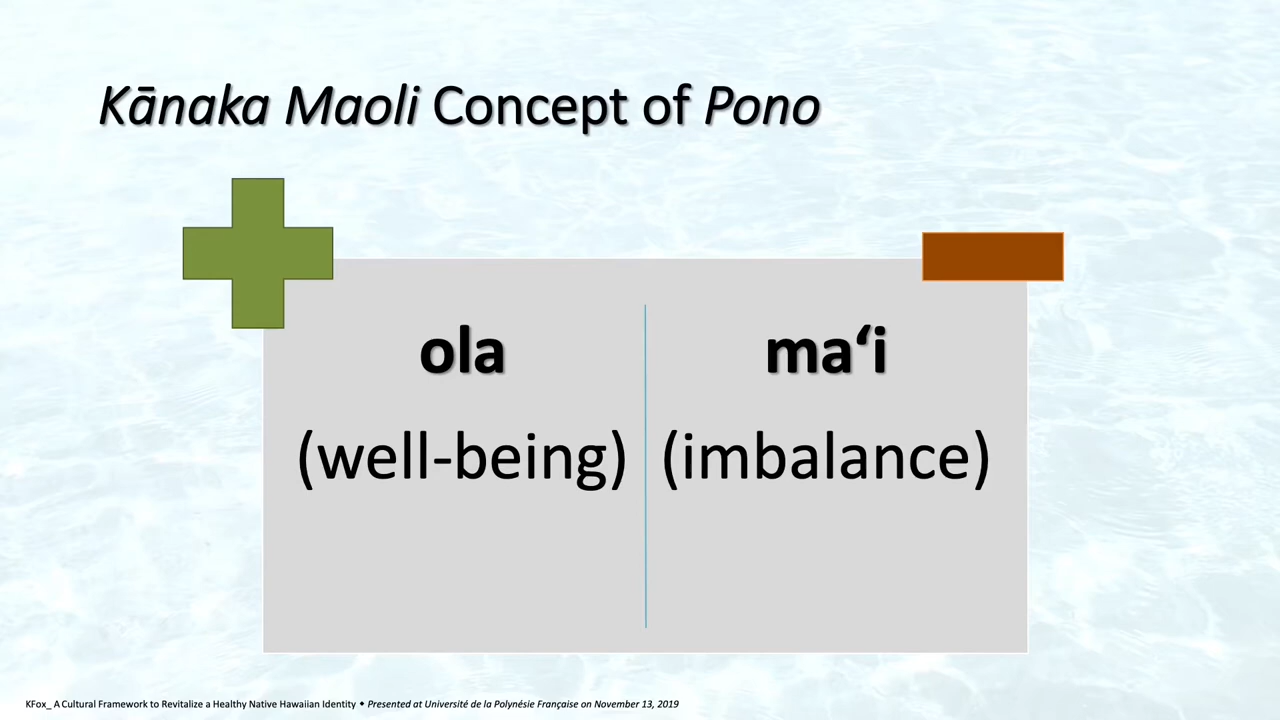 Kānaka Maoli Concept of Pono
ola
(well-being)
maʻi
(imbalance)
KFox_ A Cultural Framework to Revitalize a Healthy Native Hawaiian Identity ◆ Presented at Université de la Polynésie Française on November 13, 2019